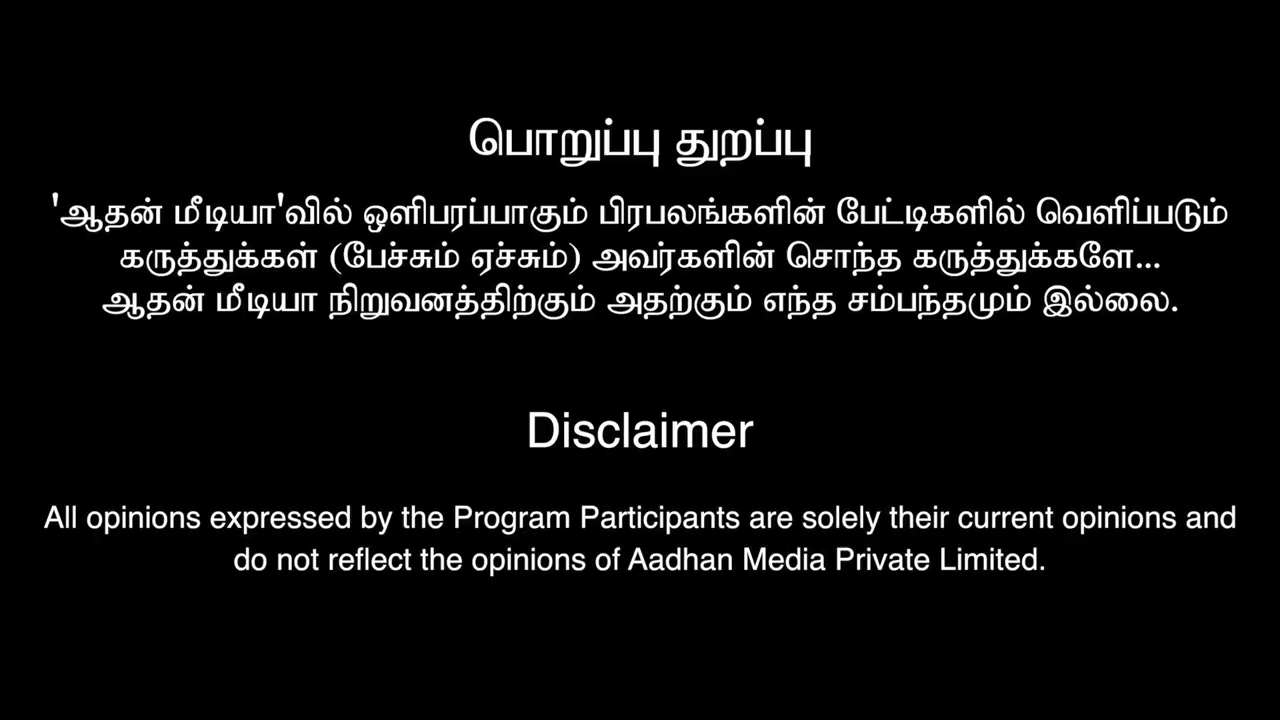 பொறுப்பு துறப்பு
'ஆதன் மீடியா'வில் ஒளிபரப்பாகும் பிரபலங்களின் பேட்டிகளில் வெளிப்படும்
கருத்துக்கள் (பேச்சும் ஏச்சும்) அவர்களின் சொந்த கருத்துக்களே...
ஆதன் மீடியா நிறுவனத்திற்கும் அதற்கும் எந்த சம்பந்தமும் இல்லை.
Disclaimer
All opinions expressed by the Program Participants are solely their current opinions and
do not reflect the opinions of Aadhan Media Private Limited.